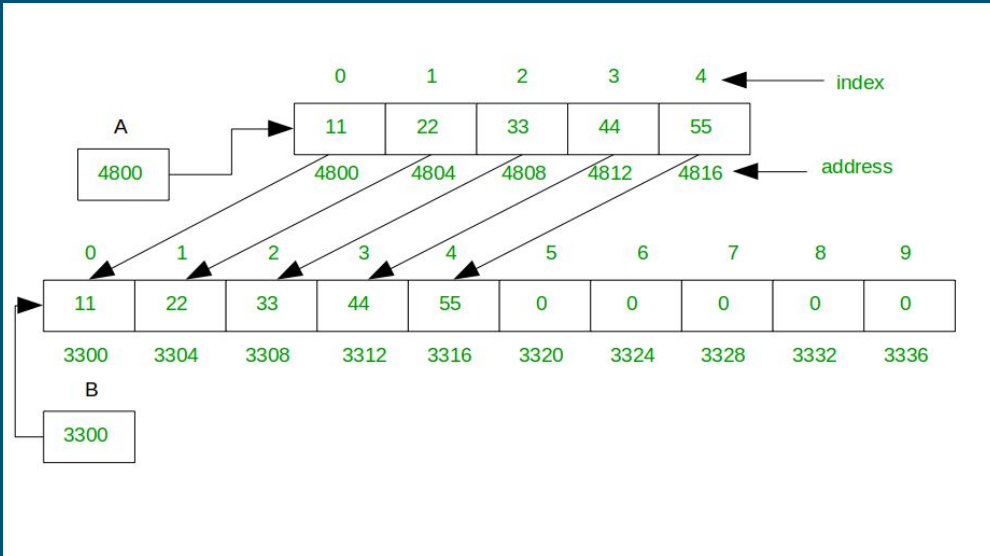 0 1 2 3 4 index
A
11 22 33 44 55
4800
4800 4804 4808 4812 4816 address
0 1 2 3 4 5 6 7 8 9
11 22 33 44 55 0 0 0 0 0
3300 3304 3308 3312 3316 3320 3324 3328 3332 3336
B
3300